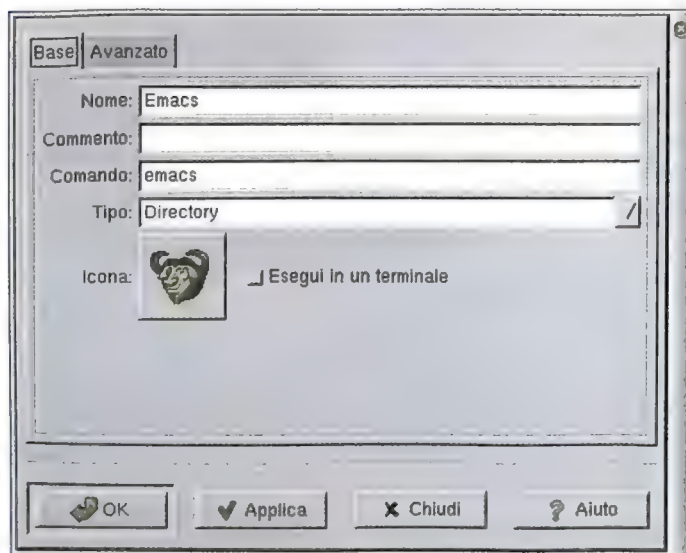 Base Avanzato
Nome: Emacs
Commento:
Comando: emacs
Tipo: Directory
Icona: Esegui in un terminale
OK Applica Chiudi Aiuto